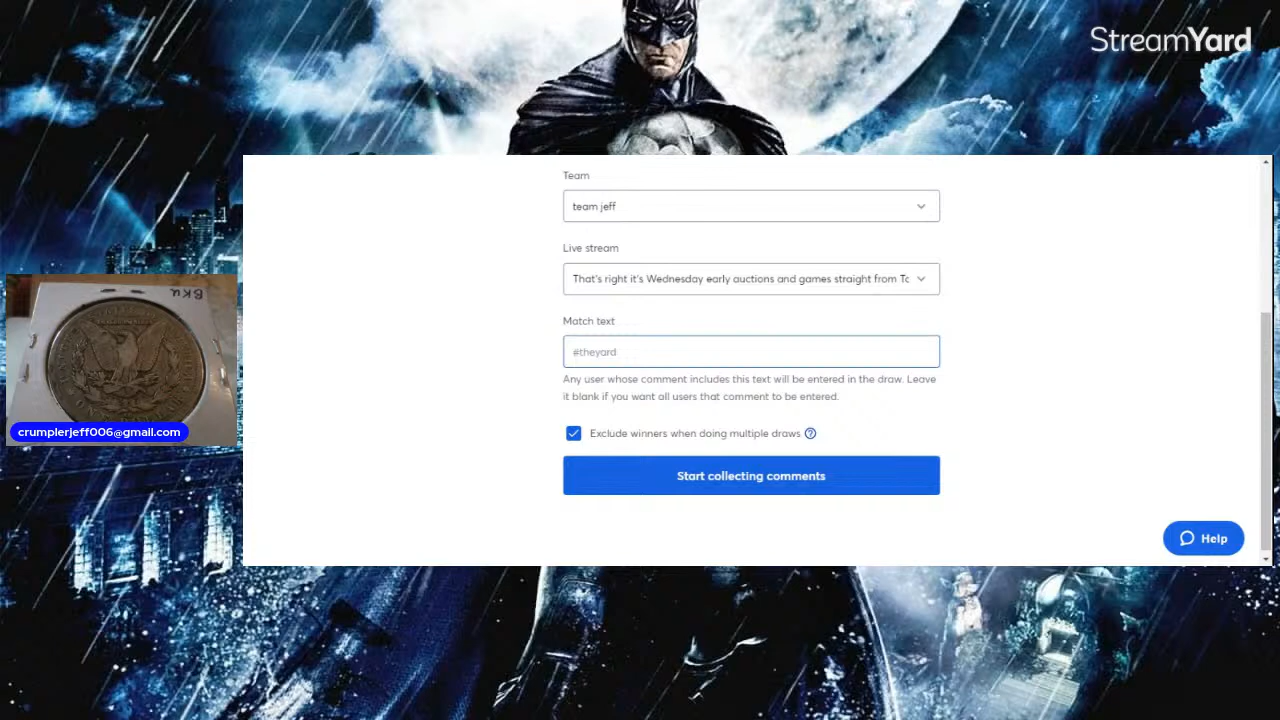 StreamYard
Team
team jeff
Live stream
That's right it's Wednesday early auctions and games straight from Tc
Match text
#theyard
Any user whose comment includes this text will be entered in the draw. Leave
it blank if you want all users that comment to be entered.
Exclude winners when doing multiple draws
Start collecting comments
Help
BKU
crumplerjeff006@gmail.com